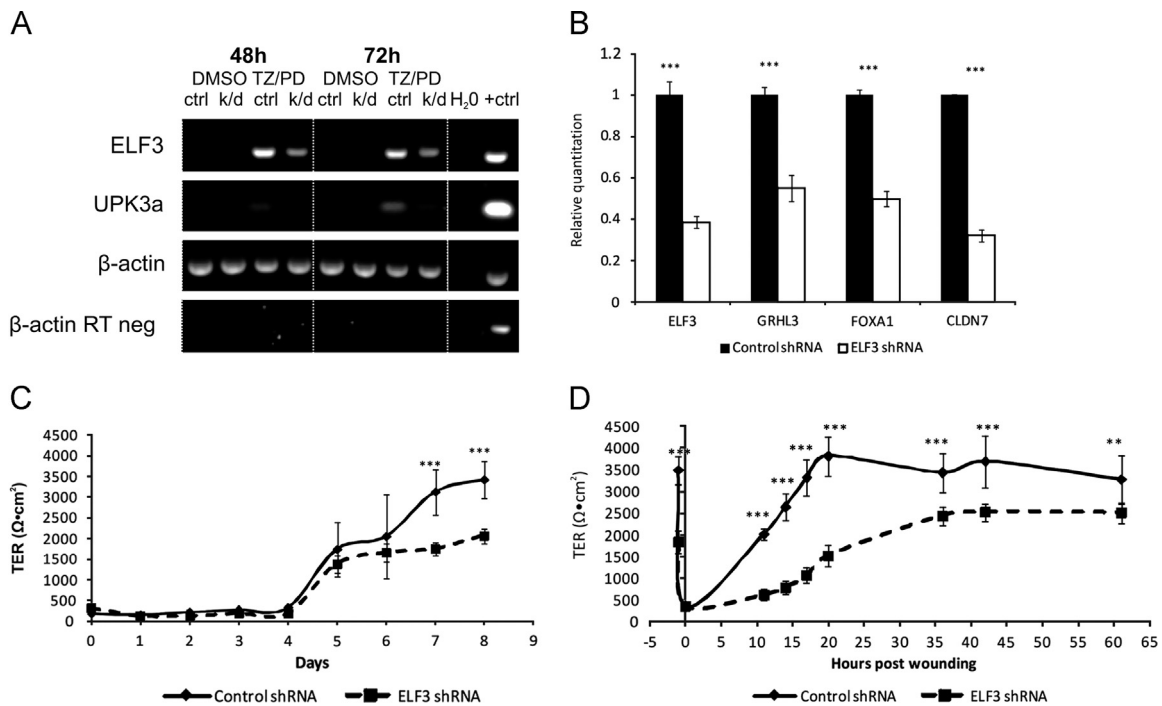 A
48h 72h
DMSO TZ/PD DMSO TZ/PD
ctrl k/d ctrl k/d ctrl k/d ctrl k/d H20 +ctrl
ELF3
UPK3a
β-actin
β-actin RT neg
B
1.2
1
0.8
0.6
0.4
0.2
0
Relative quantitation
*** *** *** ***
ELF3 GRHL3 FOXA1 CLDN7
Control shRNA ELF3 shRNA
C
4500
4000
3500
3000
2500
2000
1500
1000
500
0
TER (Ω•cm²)
*** ***
0 1 2 3 4 5 6 7 8 9
Days
Control shRNA ELF3 shRNA
D
4500
4000
3500
3000
2500
2000
1500
1000
500
0
TER (Ω•cm²)
*** *** *** *** *** *** *** **
-5 0 5 10 15 20 25 30 35 40 45 50 55 60 65
Hours post wounding
Control shRNA ELF3 shRNA